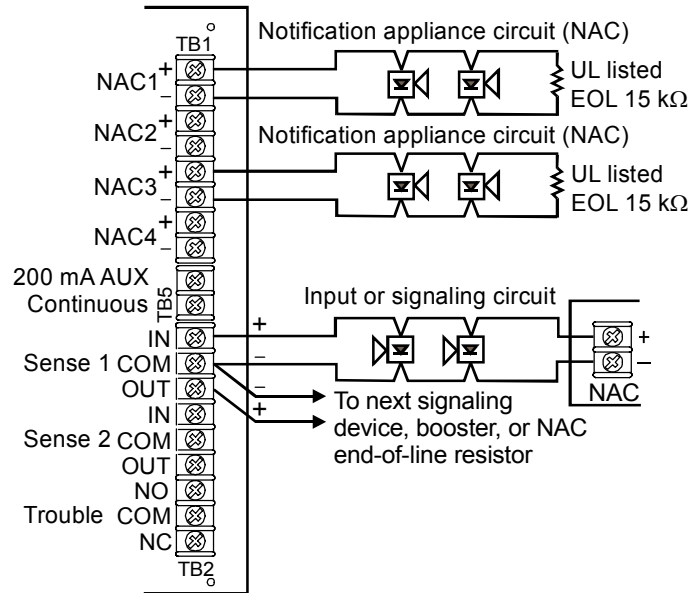 TB1
Notification appliance circuit (NAC)
NAC1
+
−
UL listed
EOL 15 kΩ
NAC2
+
−
Notification appliance circuit (NAC)
NAC3
+
−
UL listed
EOL 15 kΩ
NAC4
+
−
200 mA AUX
Continuous
TB5
Input or signaling circuit
IN
+
+
Sense 1 COM
−
−
NAC
OUT
−
+
To next signaling
device, booster, or NAC
end-of-line resistor
IN
Sense 2 COM
OUT
NO
Trouble COM
NC
TB2